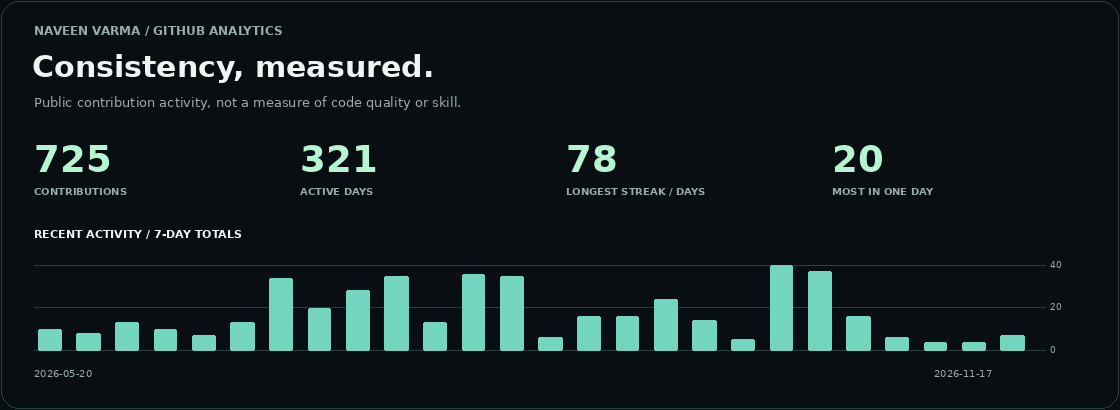 NAVEEN VARMA / GITHUB ANALYTICS
Consistency, measured.
Public contribution activity, not a measure of code quality or skill.
725
321
78
20
CONTRIBUTIONS
ACTIVE DAYS
LONGEST STREAK / DAYS
MOST IN ONE DAY
RECENT ACTIVITY / 7-DAY TOTALS
40
20
0
2026-05-20
2026-11-17